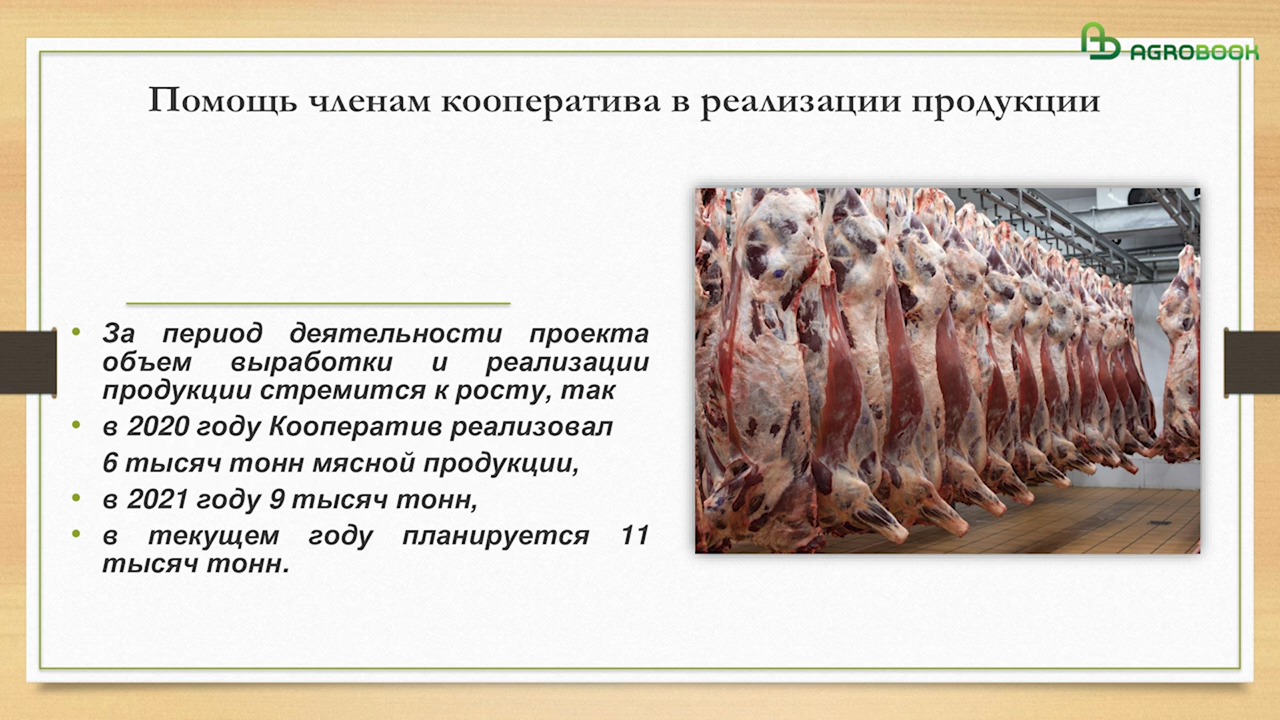 AGROBOOK
Помощь членам кооператива в реализации продукции
• За период деятельности проекта
объем выработки и реализации
продукции стремится к росту, так
• в 2020 году Кооператив реализовал
6 тысяч тонн мясной продукции,
• в 2021 году 9 тысяч тонн,
• в текущем году планируется 11
тысяч тонн.